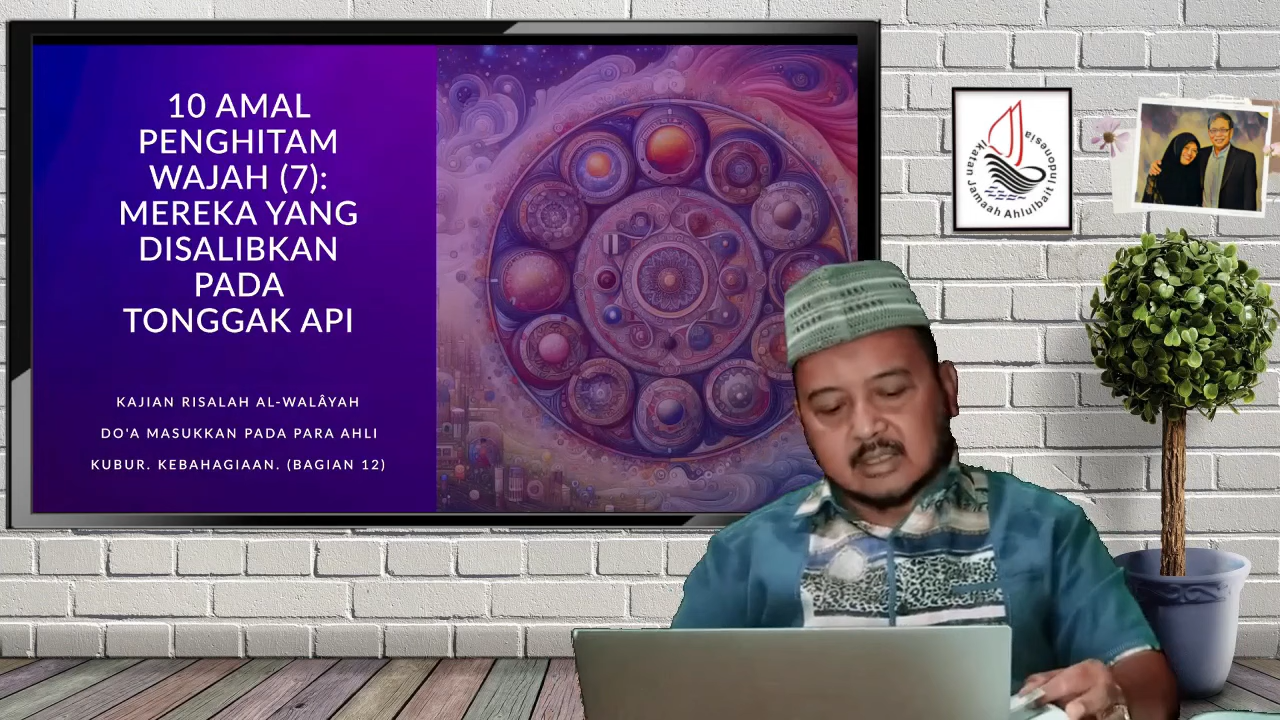 10 AMAL
PENGHITAM
WAJAH (7):
MEREKA YANG
DISALIBKAN
PADA
TONGGAK API
KAJIAN RISALAH AL-WALÂYAH
DO'A MASUKKAN PADA PARA AHLI
KUBUR. KEBAHAGIAAN. (BAGIAN 12)
Ikatan Jamaah Ahlulbait Indonesia